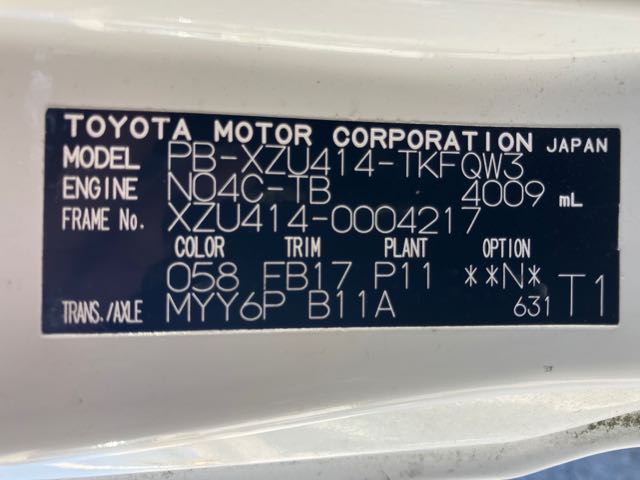 TOYOTA MOTOR CORPORATION JAPAN
MODEL PB-XZU414-TKFQW3
ENGINE N04C-TB 4009 mL
FRAME No. XZU414-0004217
COLOR TRIM PLANT OPTION
058 FB17 P11 **N*
TRANS./AXLE MYY6P B11A 631 T1